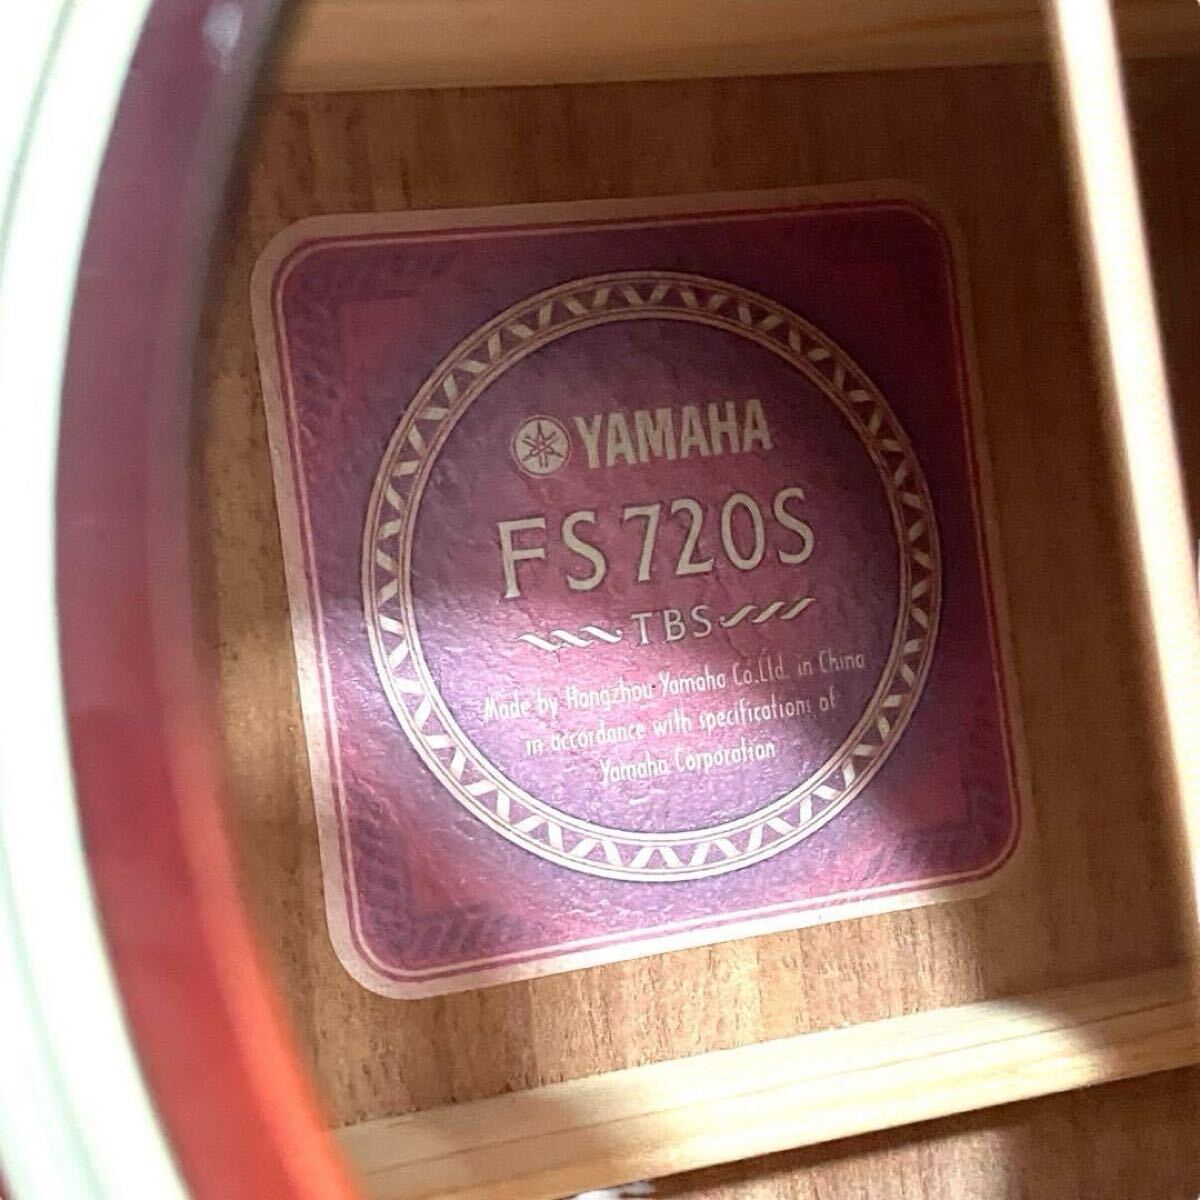 YAMAHA
FS720S
TBS
Made by Hangzhou Yamaha Co.Ltd. in China
in accordance with specifications of
Yamaha Corporation